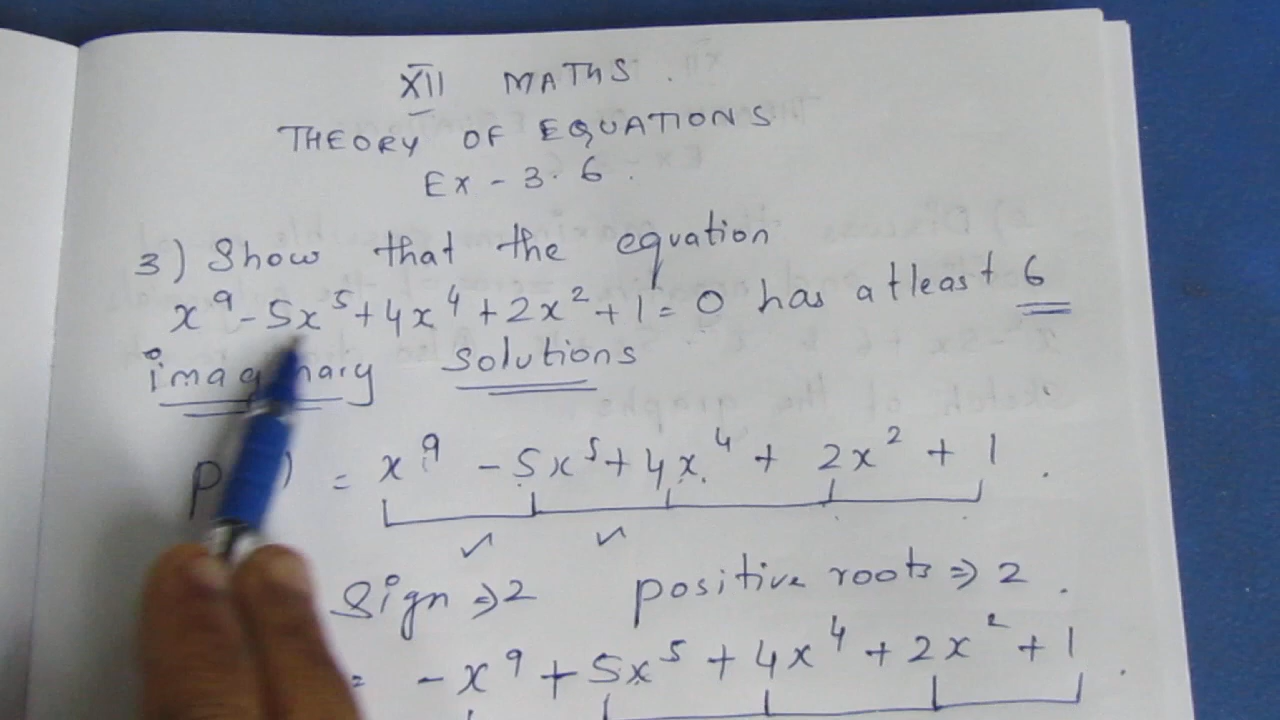 XII MATHS.
THEORY OF EQUATIONS
Ex - 3.6.
3) Show that the equation
x⁹ - 5x⁵ + 4x⁴ + 2x² + 1 = 0 has atleast 6
imaginary solutions
= x⁹ - 5x⁵ + 4x⁴ + 2x² + 1.
Sign ⇒ 2 positive roots ⇒ 2.
= -x⁹ + 5x⁵ + 4x⁴ + 2x² + 1.